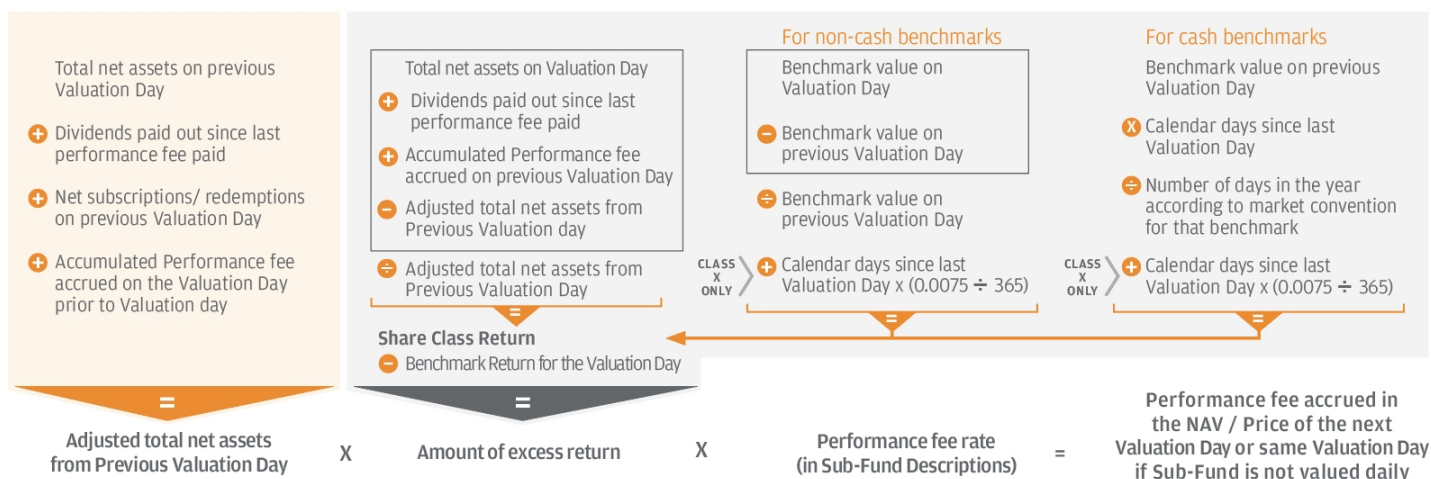 Total net assets on previous
Valuation Day
+ Dividends paid out since last
performance fee paid
+ Net subscriptions/ redemptions
on previous Valuation Day
+ Accumulated Performance fee
accrued on the Valuation Day
prior to Valuation day
=
Adjusted total net assets
from Previous Valuation Day
X
Total net assets on Valuation Day
+ Dividends paid out since last
performance fee paid
+ Accumulated Performance fee
accrued on previous Valuation Day
− Adjusted total net assets from
Previous Valuation day
÷ Adjusted total net assets from
Previous Valuation Day
=
Share Class Return
− Benchmark Return for the Valuation Day
=
Amount of excess return
For non-cash benchmarks
Benchmark value on
Valuation Day
− Benchmark value on
previous Valuation Day
÷ Benchmark value on
previous Valuation Day
CLASS
X
ONLY
+ Calendar days since last
Valuation Day x (0.0075 ÷ 365)
=
For cash benchmarks
Benchmark value on previous
Valuation Day
X Calendar days since last
Valuation Day
÷ Number of days in the year
according to market convention
for that benchmark
CLASS
X
ONLY
+ Calendar days since last
Valuation Day x (0.0075 ÷ 365)
=
X
Performance fee rate
(in Sub-Fund Descriptions)
=
Performance fee accrued in
the NAV / Price of the next
Valuation Day or same Valuation Day
if Sub-Fund is not valued daily